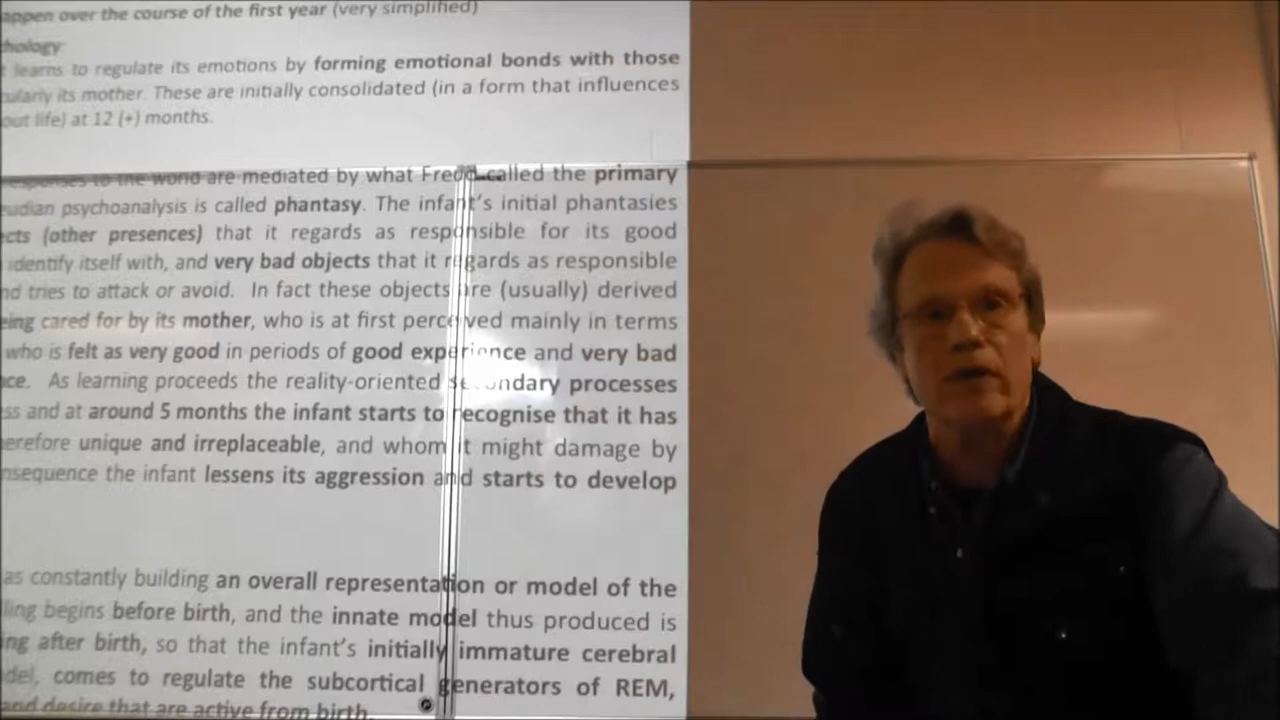 appen over the course of the first year (very simplified)
hology
t learns to regulate its emotions by forming emotional bonds with those
cularly its mother. These are initially consolidated (in a form that influences
out life) at 12 (+) months.
responses to the world are mediated by what Freud called the primary
eudian psychoanalysis is called phantasy. The infant's initial phantasies
ects (other presences) that it regards as responsible for its good
identify itself with, and very bad objects that it regards as responsible
nd tries to attack or avoid. In fact these objects are (usually) derived
eing cared for by its mother, who is at first perceived mainly in terms
who is felt as very good in periods of good experience and very bad
ce. As learning proceeds the reality-oriented secondary processes
ss and at around 5 months the infant starts to recognise that it has
erefore unique and irreplaceable, and whom it might damage by
nsequence the infant lessens its aggression and starts to develop
as constantly building an overall representation or model of the
ling begins before birth, and the innate model thus produced is
ng after birth, so that the infant's initially immature cerebral
del, comes to regulate the subcortical generators of REM,
and desire that are active from birth.